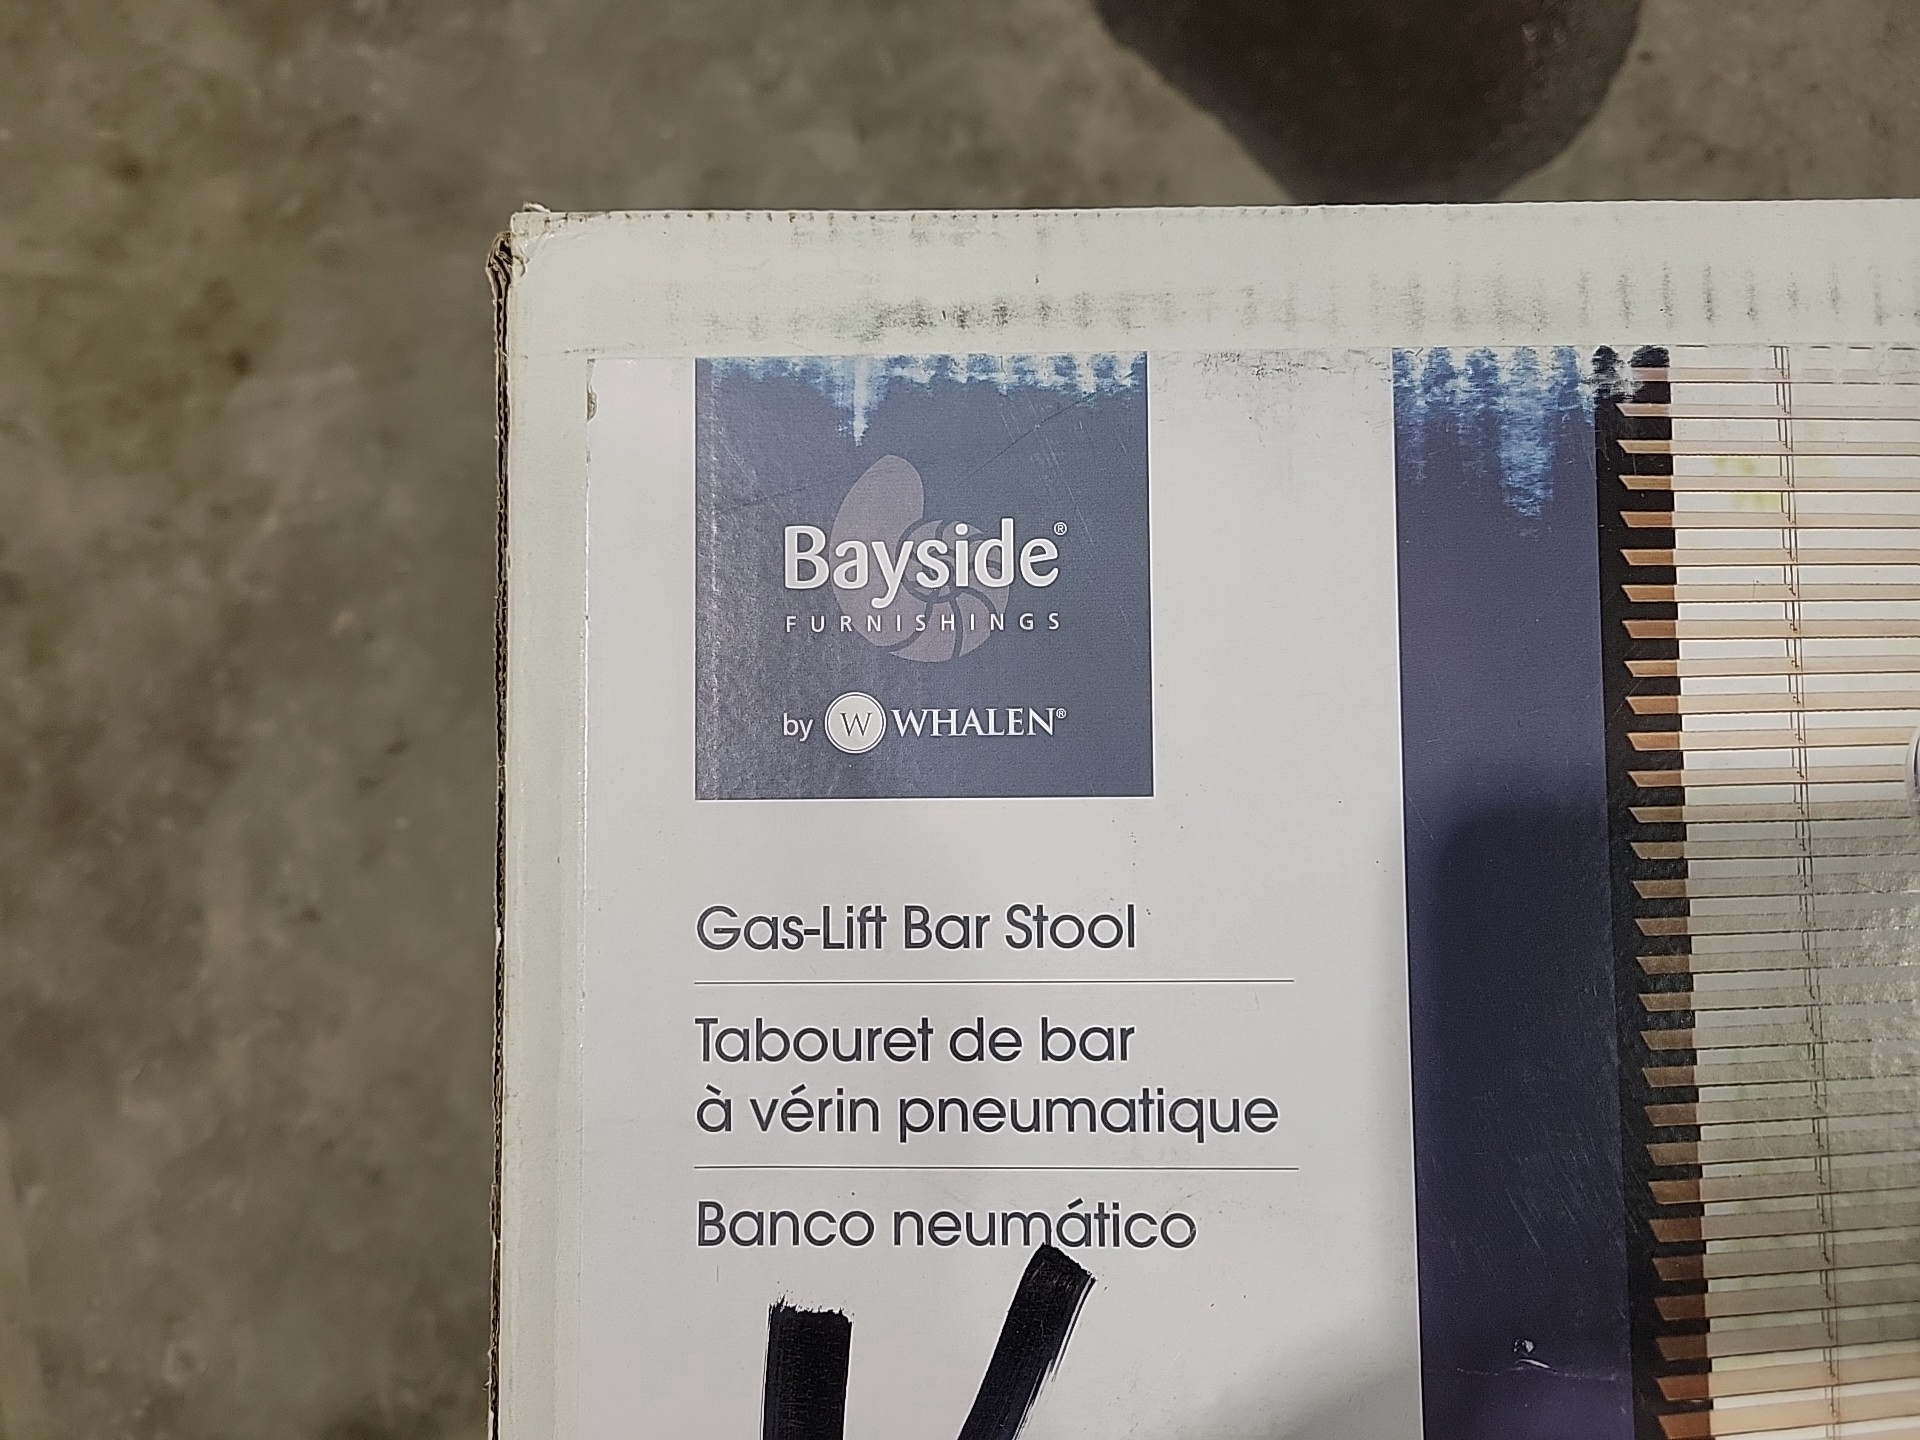 Bayside®
FURNISHINGS
by W WHALEN®
Gas-Lift Bar Stool
Tabouret de bar
à vérin pneumatique
Banco neumático